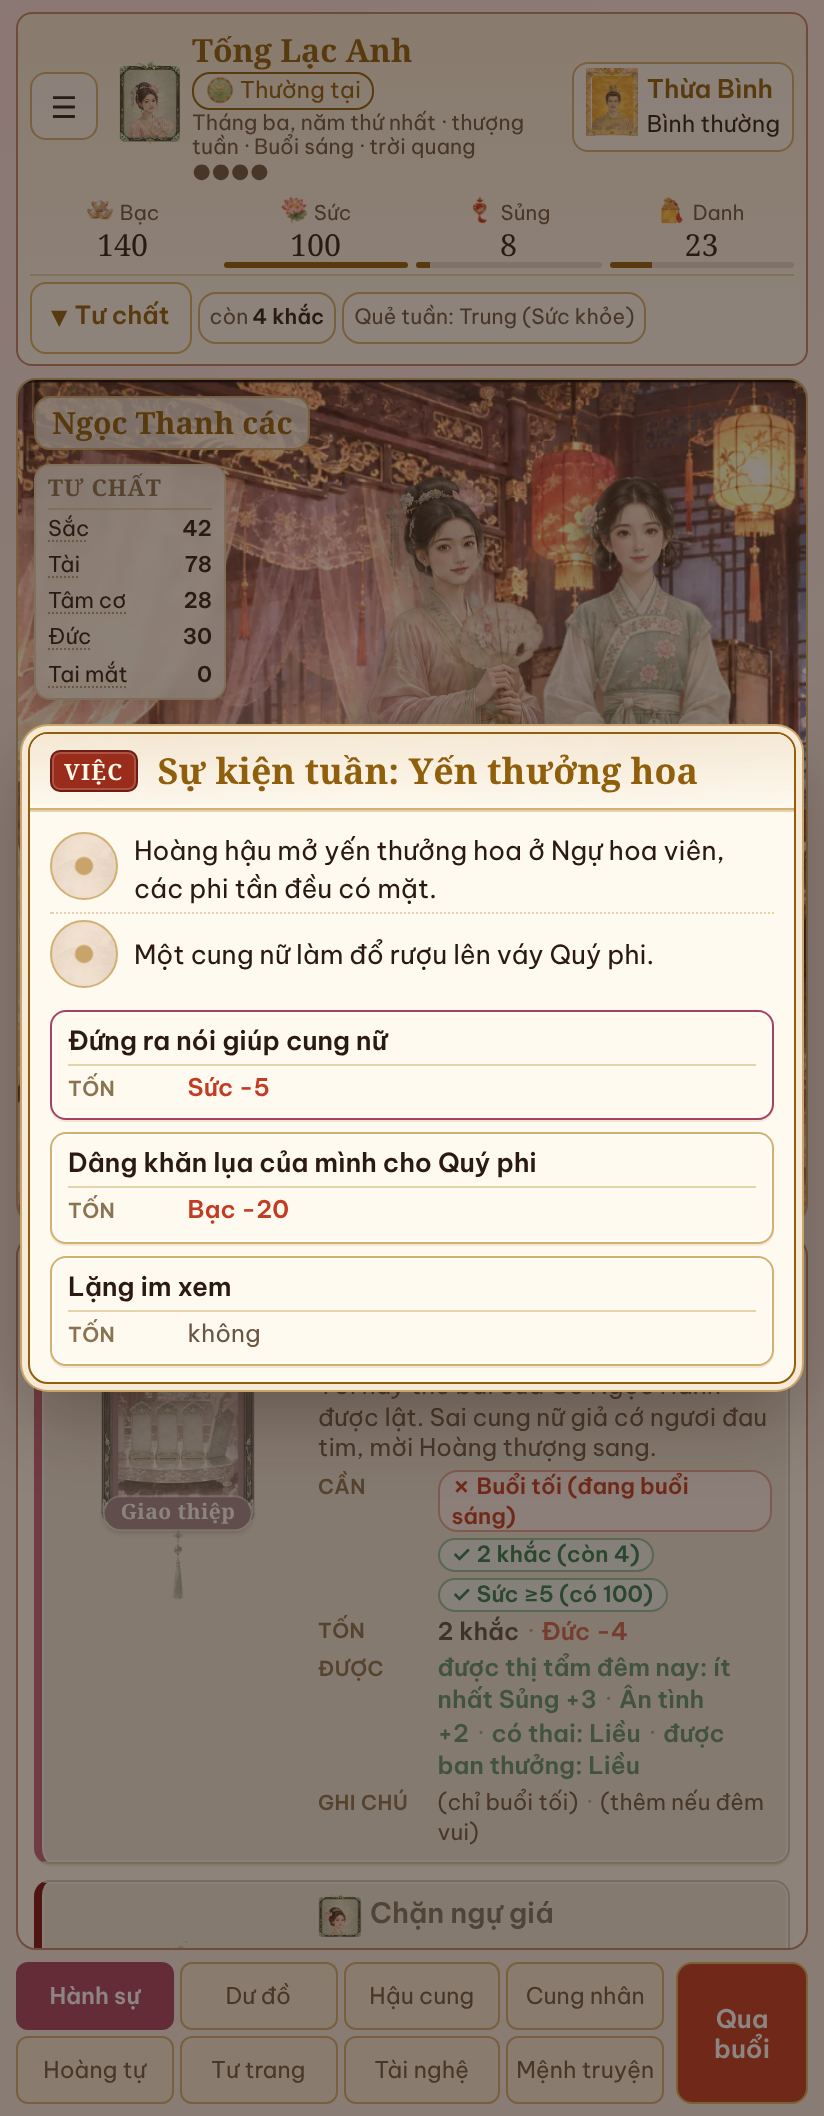 Tống Lạc Anh
Thường tại
Tháng ba, năm thứ nhất · thượng
tuần · Buổi sáng · trời quang
Thừa Bình
Bình thường
Bạc
140
Sức
100
Sủng
8
Danh
23
▼ Tư chất
còn 4 khắc
Quẻ tuần: Trung (Sức khỏe)
Ngọc Thanh các
TƯ CHẤT
Sắc 42
Tài 78
Tâm cơ 28
Đức 30
Tai mắt 0
VIỆC
Sự kiện tuần: Yến thưởng hoa
Hoàng hậu mở yến thưởng hoa ở Ngự hoa viên,
các phi tần đều có mặt.
Một cung nữ làm đổ rượu lên váy Quý phi.
Đứng ra nói giúp cung nữ
TỐN Sức -5
Dâng khăn lụa của mình cho Quý phi
TỐN Bạc -20
Lặng im xem
TỐN không
được lật. Sai cung nữ giả cớ ngươi đau
tim, mời Hoàng thượng sang.
Giao thiệp
CẦN
× Buổi tối (đang buổi
sáng)
✓ 2 khắc (còn 4)
✓ Sức ≥5 (có 100)
TỐN 2 khắc · Đức -4
ĐƯỢC được thị tẩm đêm nay: ít
nhất Sủng +3 · Ân tình
+2 · có thai: Liều · được
ban thưởng: Liều
GHI CHÚ (chỉ buổi tối) · (thêm nếu đêm
vui)
Chặn ngự giá
Hành sự
Dư đồ
Hậu cung
Cung nhân
Qua
buổi
Hoàng tự
Tư trang
Tài nghệ
Mệnh truyện